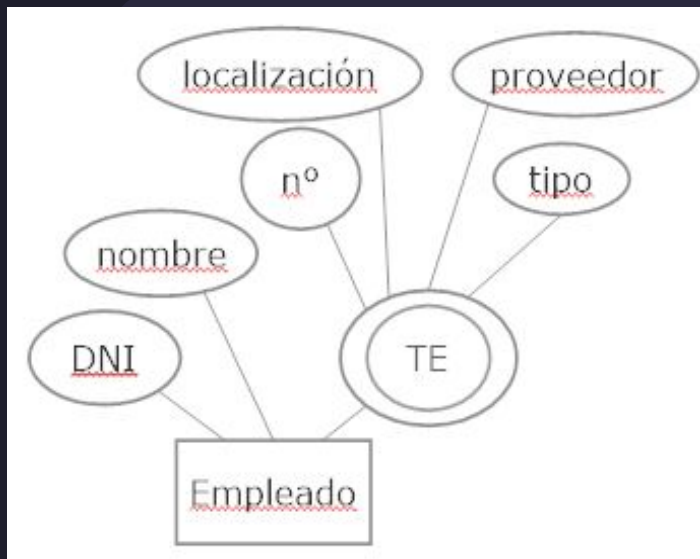 localización
proveedor
nº
tipo
nombre
DNI
TE
Empleado